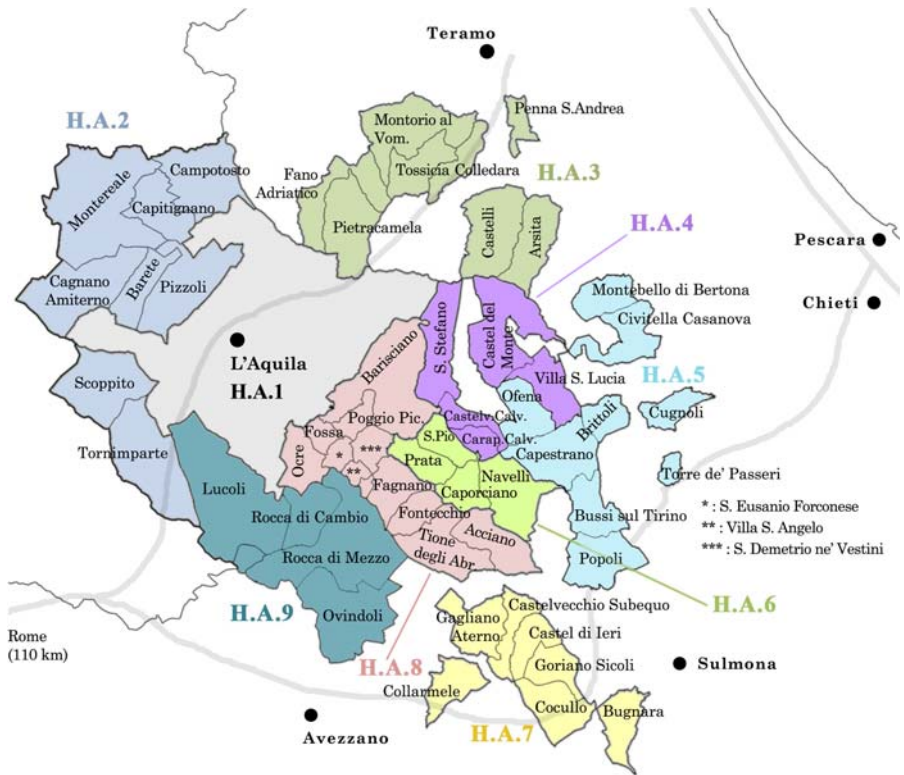 Teramo
H.A.2
Penna S.Andrea
Montorio al
Vom.
Campotosto
Tossicia
Colledara
H.A.3
Fano
Adriatico
Montereale
Capitignano
Pietracamela
Castelli
Arsita
H.A.4
Pescara
Cagnano
Amiterno
Barete
Pizzoli
Montebello di Bertona
Chieti
Civitella Casanova
S. Stefano
Castel del
Monte
L'Aquila
H.A.1
Barisciano
Villa S. Lucia
H.A.5
Scoppito
Ofena
Brittoli
Cugnoli
Poggio Pic.
Castelv.Calv.
Fossa
S.Pio
Carap.Calv.
Capestrano
Tornimparte
Ocre
*
***
**
Prata
Navelli
Torre de' Passeri
Lucoli
Fagnano
Caporciano
* : S. Eusanio Forconese
Rocca di Cambio
Fontecchio
Bussi sul Tirino
** : Villa S. Angelo
Acciano
Tione
degli Abr.
*** : S. Demetrio ne' Vestini
Rocca di Mezzo
Popoli
H.A.9
Ovindoli
H.A.6
Castelvecchio Subequo
Gagliano
Aterno
Castel di Ieri
Rome
(110 km)
H.A.8
Goriano Sicoli
Sulmona
Collarmele
Cocullo
Bugnara
Avezzano
H.A.7